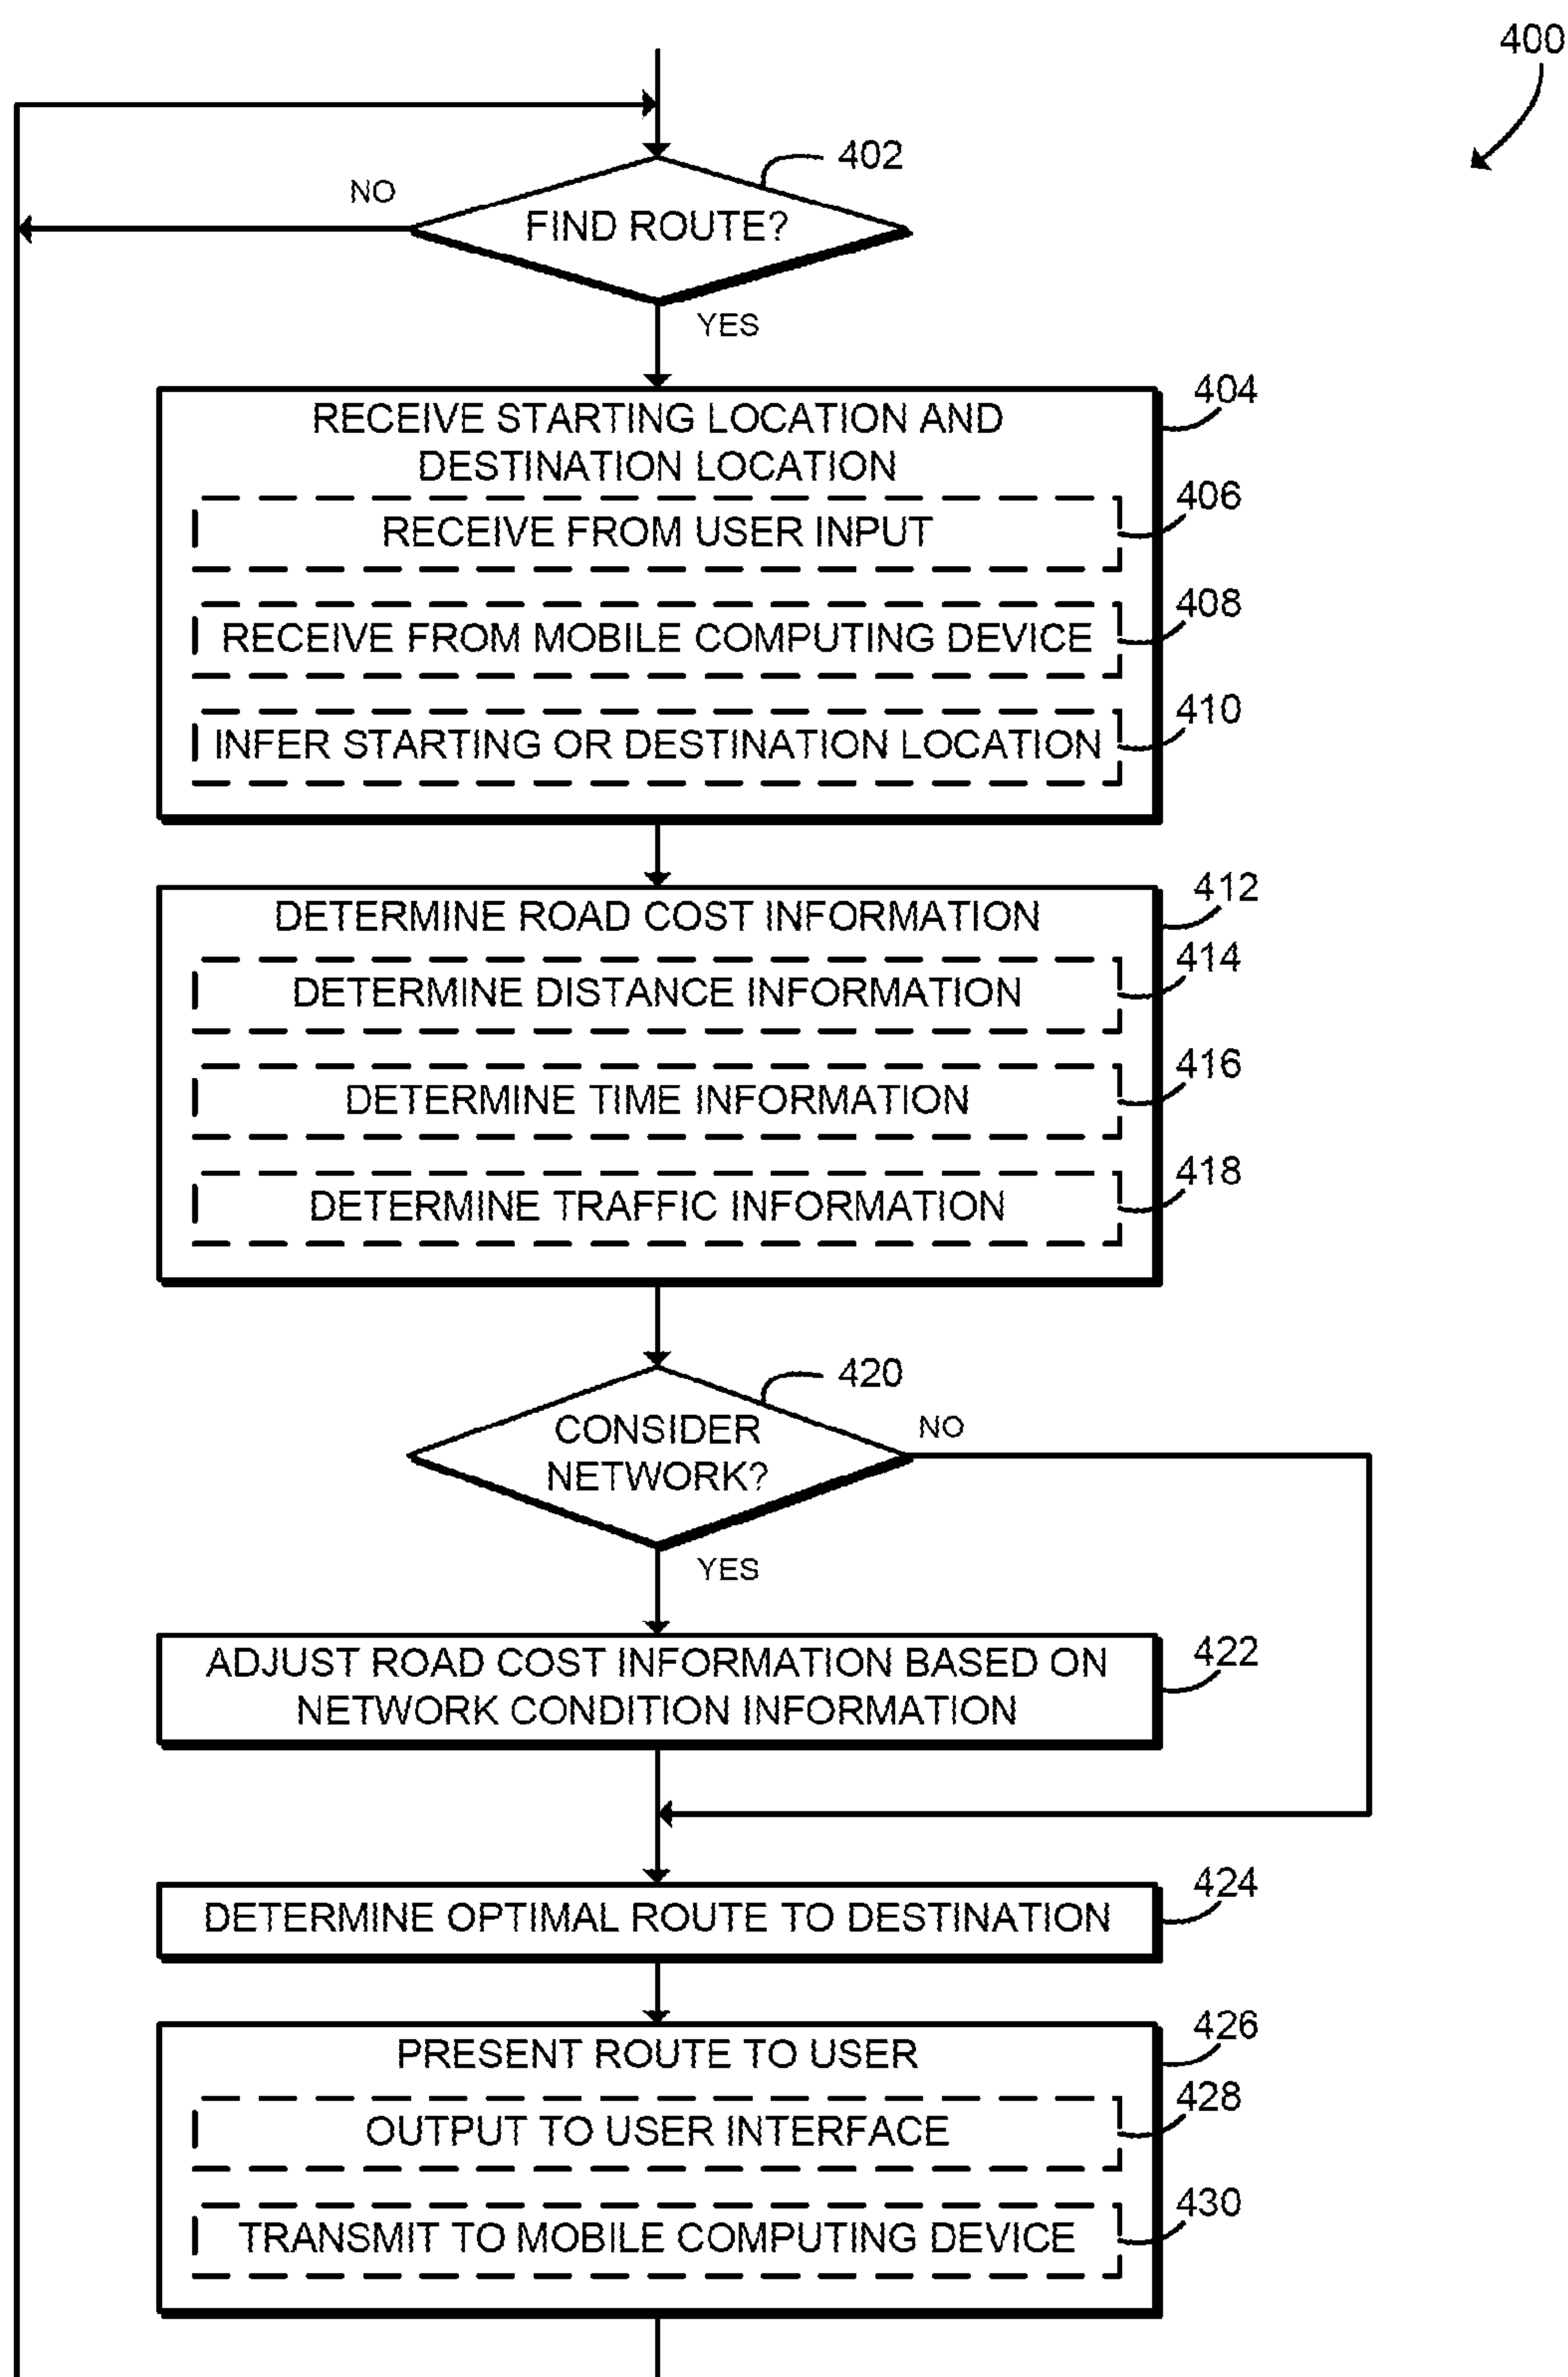 400
402
NO
FIND ROUTE?
YES
404
RECEIVE STARTING LOCATION AND
DESTINATION LOCATION
406
RECEIVE FROM USER INPUT
408
RECEIVE FROM MOBILE COMPUTING DEVICE
410
INFER STARTING OR DESTINATION LOCATION
412
DETERMINE ROAD COST INFORMATION
414
DETERMINE DISTANCE INFORMATION
416
DETERMINE TIME INFORMATION
418
DETERMINE TRAFFIC INFORMATION
420
CONSIDER
NETWORK?
NO
YES
422
ADJUST ROAD COST INFORMATION BASED ON
NETWORK CONDITION INFORMATION
424
DETERMINE OPTIMAL ROUTE TO DESTINATION
426
PRESENT ROUTE TO USER
428
OUTPUT TO USER INTERFACE
430
TRANSMIT TO MOBILE COMPUTING DEVICE